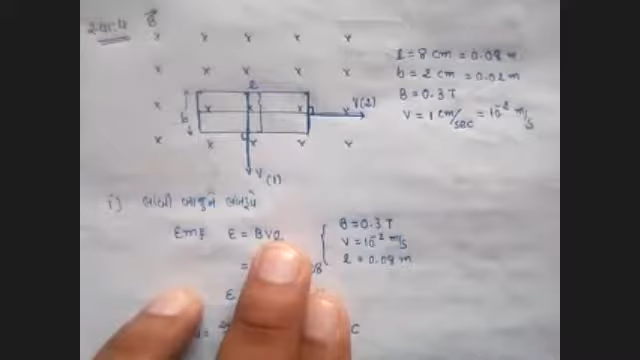 B
l
b
V(2)
V(1)
l = 8 cm = 0.08 m
b = 2 cm = 0.02 m
B = 0.3 T
V = 1 cm/sec = 10⁻² m/s
i) લાંબી બાજુને લંબરૂપે
Emf ε = BVl
B = 0.3 T
V = 10⁻² m/s
l = 0.08 m